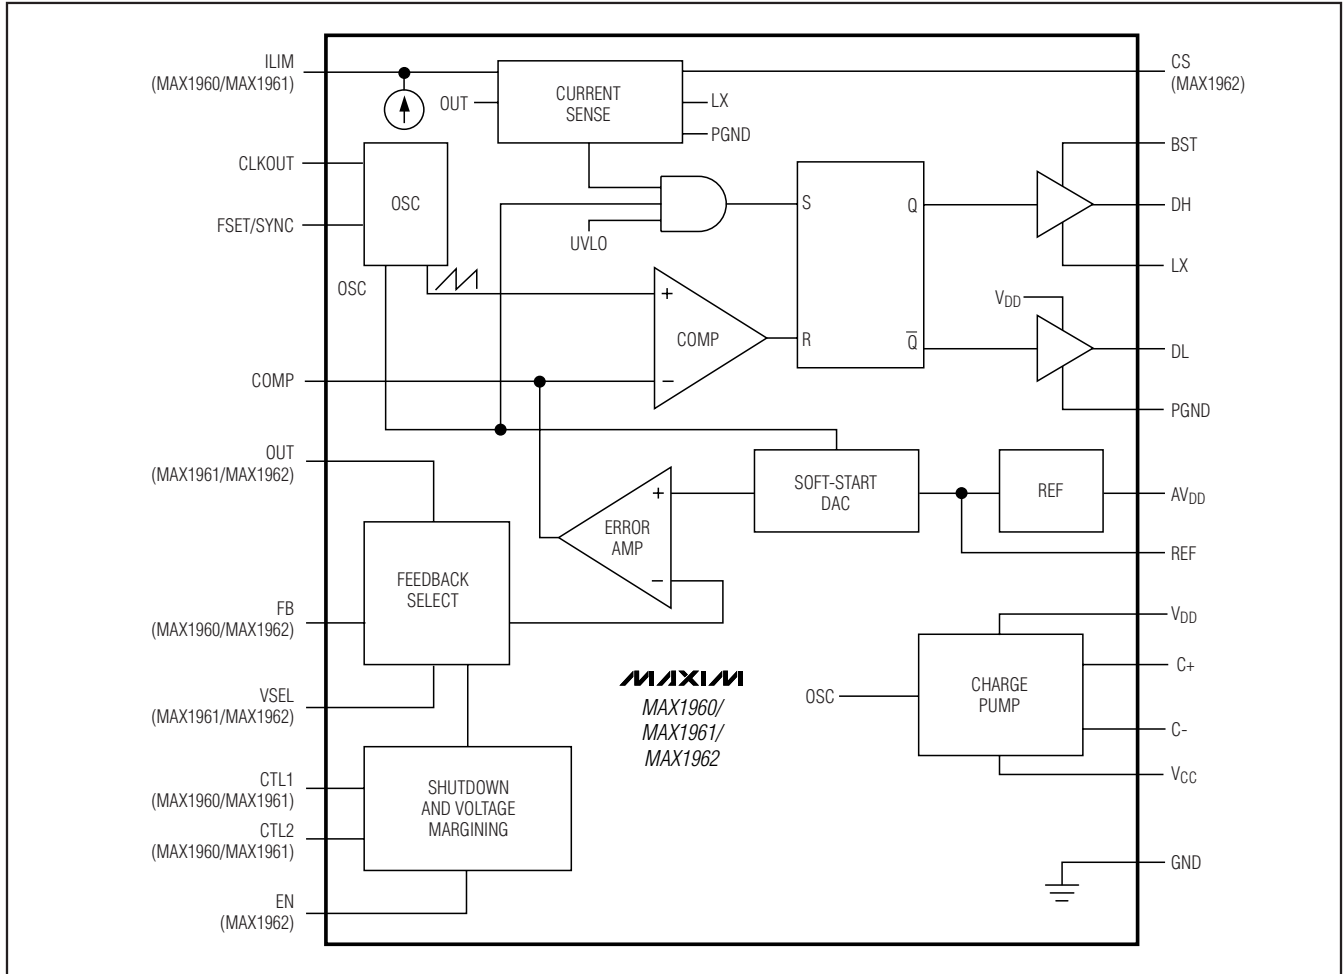 ILIM
(MAX1960/MAX1961)
CLKOUT
FSET/SYNC
COMP
OUT
(MAX1961/MAX1962)
FB
(MAX1960/MAX1962)
VSEL
(MAX1961/MAX1962)
CTL1
(MAX1960/MAX1961)
CTL2
(MAX1960/MAX1961)
EN
(MAX1962)
OUT
CURRENT
SENSE
LX
PGND
OSC
OSC
UVLO
S
R
Q
Q̅
+
COMP
−
VDD
SOFT-START
DAC
REF
+
ERROR
AMP
−
FEEDBACK
SELECT
SHUTDOWN
AND VOLTAGE
MARGINING
MAXIM
MAX1960/
MAX1961/
MAX1962
OSC
CHARGE
PUMP
CS
(MAX1962)
BST
DH
LX
DL
PGND
AVDD
REF
VDD
C+
C-
VCC
GND